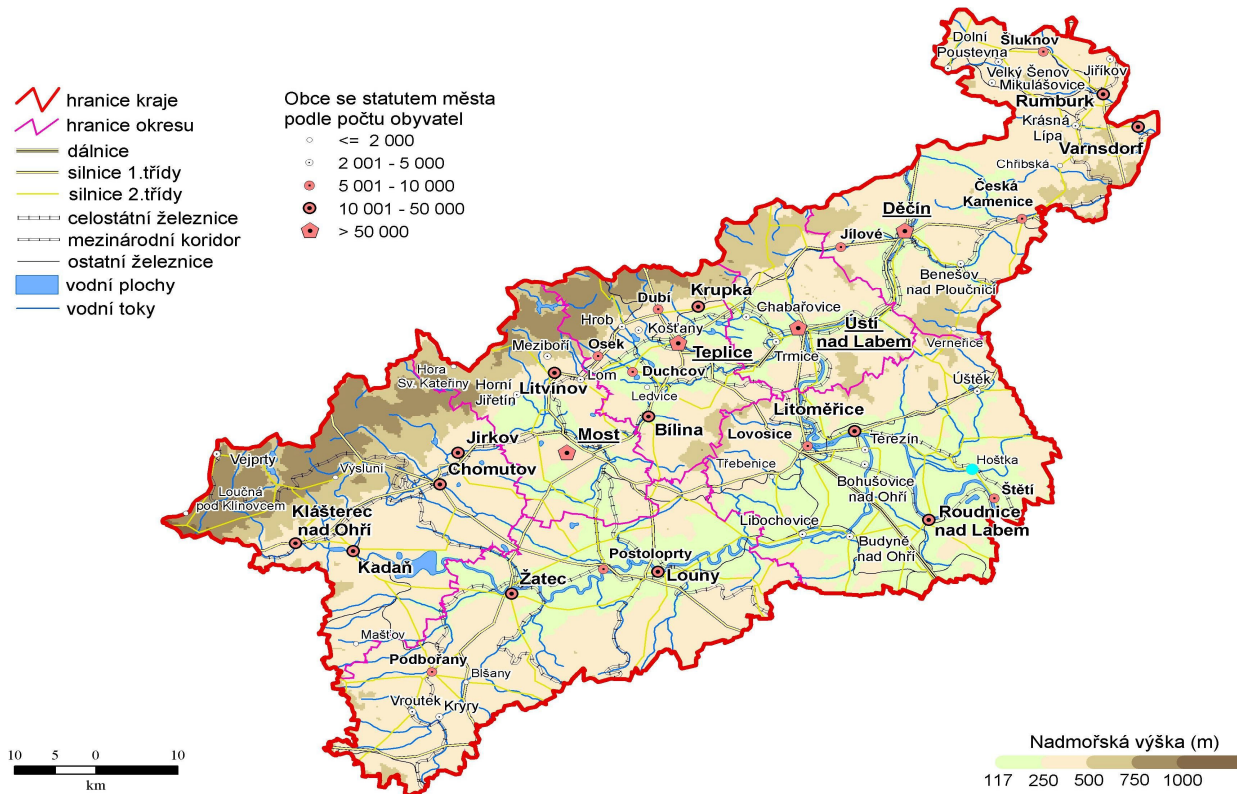 hranice kraje
hranice okresu
dálnice
silnice 1.třídy
silnice 2.třídy
celostátní železnice
mezinárodní koridor
ostatní železnice
vodní plochy
vodní toky
Obce se statutem města
podle počtu obyvatel
<= 2 000
2 001 - 5 000
5 001 - 10 000
10 001 - 50 000
> 50 000
Dolní
Poustevna
Šluknov
Velký Šenov
Jiříkov
Mikulášovice
Rumburk
Krásná
Lípa
Varnsdorf
Chřibská
Česká
Kamenice
Děčín
Jílové
Benešov
nad Ploučnicí
Krupka
Dubí
Chabařovice
Hrob
Košťany
Ústí
nad Labem
Teplice
Trmice
Verneřice
Meziboří
Osek
Lom
Duchcov
Hora
Sv. Kateřiny
Horní
Jiřetín
Litvínov
Ledvice
Úštěk
Bílina
Litoměřice
Most
Lovosice
Terezín
Jirkov
Chomutov
Třebenice
Hoštka
Vejprty
Výsluní
Bohušovice
nad Ohří
Štětí
Loučná
pod Klínovcem
Klášterec
nad Ohří
Roudnice
nad Labem
Libochovice
Budyně
nad Ohří
Kadaň
Postoloprty
Žatec
Louny
Mašťov
Podbořany
Blšany
Vroutek
Kryry
10 5 0 10
km
Nadmořská výška (m)
117 250 500 750 1000